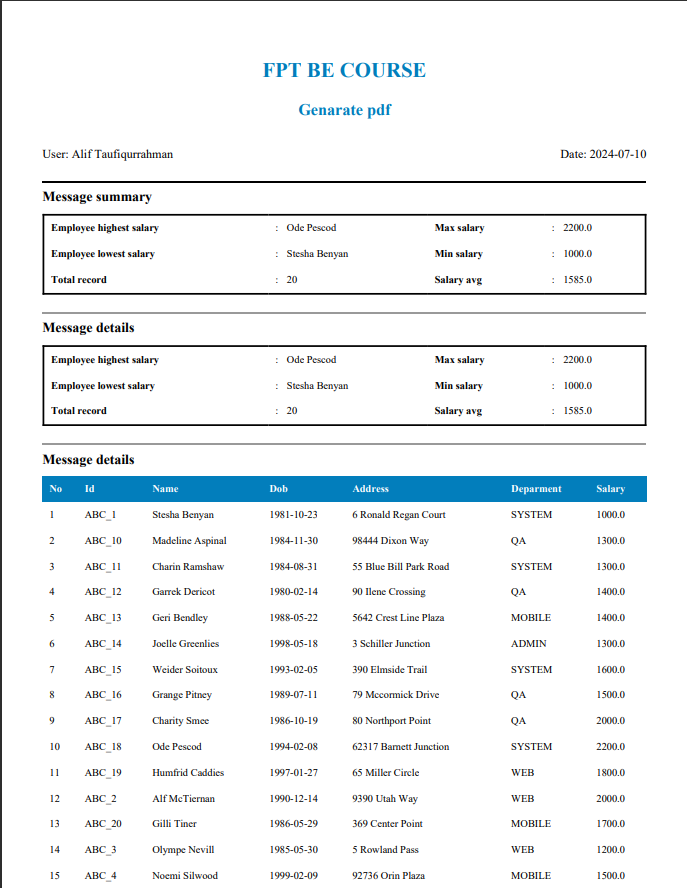 FPT BE COURSE
Genarate pdf
User: Alif Taufiqurrahman Date: 2024-07-10
Message summary
Employee highest salary : Ode Pescod Max salary : 2200.0
Employee lowest salary : Stesha Benyan Min salary : 1000.0
Total record : 20 Salary avg : 1585.0
Message details
Employee highest salary : Ode Pescod Max salary : 2200.0
Employee lowest salary : Stesha Benyan Min salary : 1000.0
Total record : 20 Salary avg : 1585.0
Message details
No Id Name Dob Address Deparment Salary
1 ABC_1 Stesha Benyan 1981-10-23 6 Ronald Regan Court SYSTEM 1000.0
2 ABC_10 Madeline Aspinal 1984-11-30 98444 Dixon Way QA 1300.0
3 ABC_11 Charin Ramshaw 1984-08-31 55 Blue Bill Park Road SYSTEM 1300.0
4 ABC_12 Garrek Dericot 1980-02-14 90 Ilene Crossing QA 1400.0
5 ABC_13 Geri Bendley 1988-05-22 5642 Crest Line Plaza MOBILE 1400.0
6 ABC_14 Joelle Greenlies 1998-05-18 3 Schiller Junction ADMIN 1300.0
7 ABC_15 Weider Soitoux 1993-02-05 390 Elmside Trail SYSTEM 1600.0
8 ABC_16 Grange Pitney 1989-07-11 79 Mccormick Drive QA 1500.0
9 ABC_17 Charity Smee 1986-10-19 80 Northport Point QA 2000.0
10 ABC_18 Ode Pescod 1994-02-08 62317 Barnett Junction SYSTEM 2200.0
11 ABC_19 Humfrid Caddies 1997-01-27 65 Miller Circle WEB 1800.0
12 ABC_2 Alf McTiernan 1990-12-14 9390 Utah Way WEB 2000.0
13 ABC_20 Gilli Tiner 1986-05-29 369 Center Point MOBILE 1700.0
14 ABC_3 Olympe Nevill 1985-05-30 5 Rowland Pass WEB 1200.0
15 ABC_4 Noemi Silwood 1999-02-09 92736 Orin Plaza MOBILE 1500.0